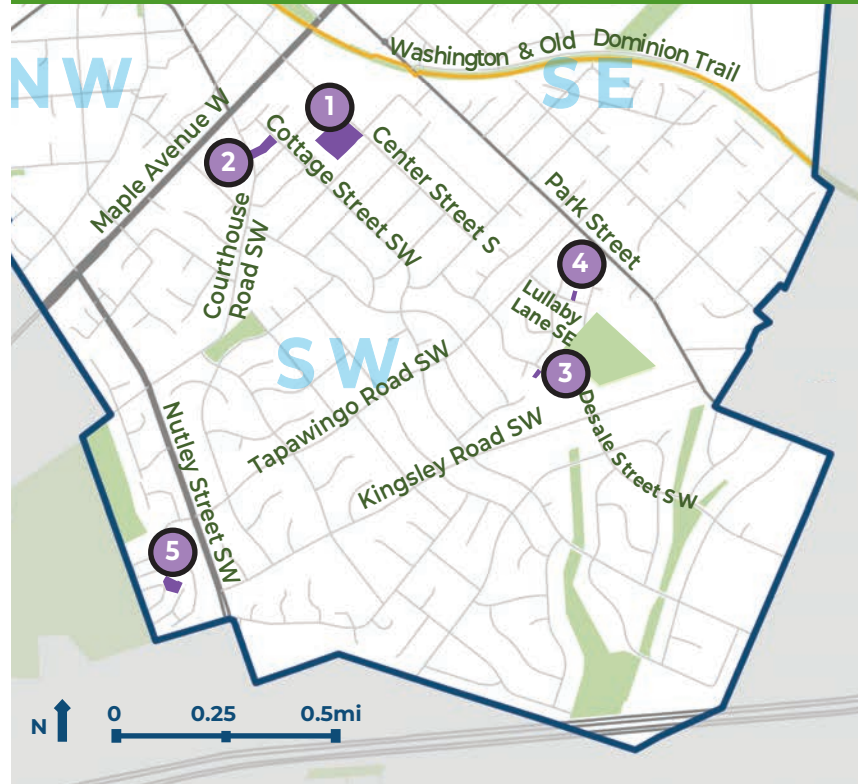 Washington & Old Dominion Trail
NW
SE
1
Maple Avenue W
2
Cottage Street SW
Center Street S
Park Street
Courthouse
Road SW
4
Lullaby
Lane SE
SW
3
Tapawingo Road SW
Desale Street SW
Kingsley Road SW
Nutley Street SW
5
N
0 0.25 0.5mi